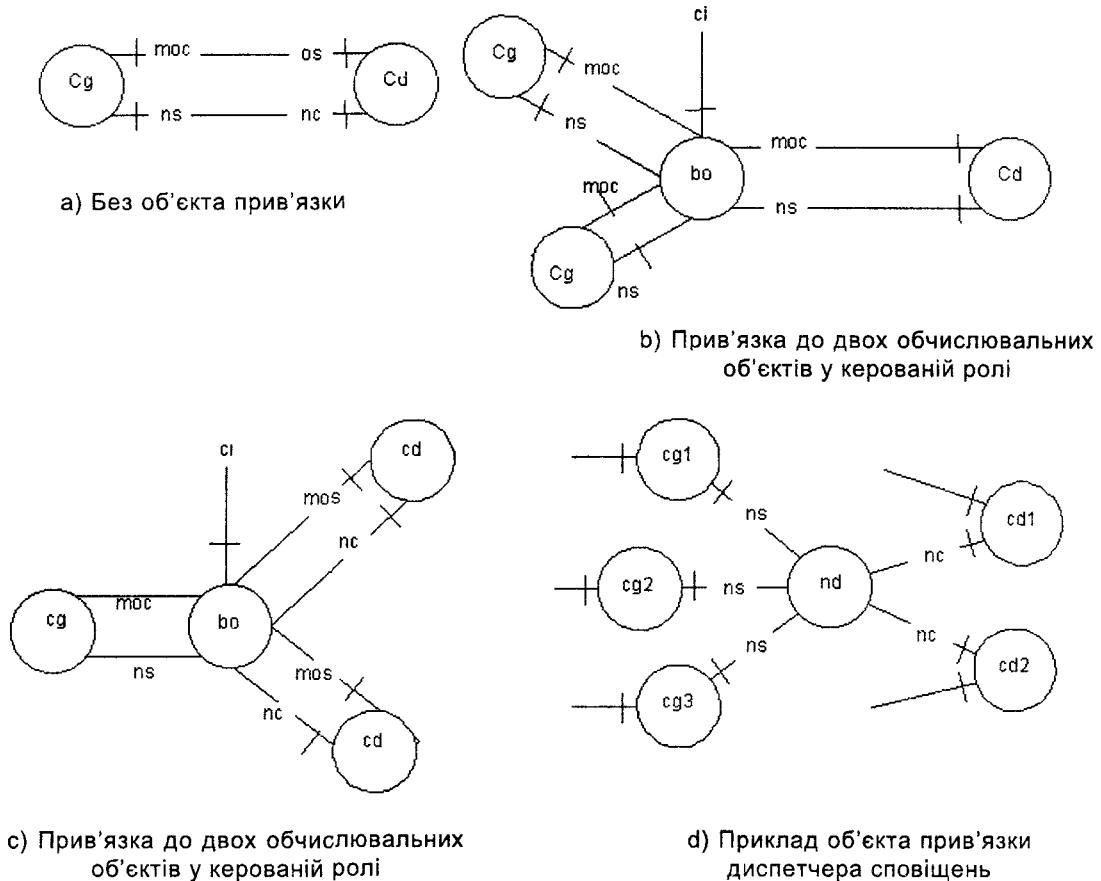 moc
os
Cg
Cd
ns
nc
а) Без об'єкта прив'язки
ci
Cg
moc
ns
moc
bo
moc
Cd
ns
Cg
ns
b) Прив'язка до двох обчислювальних
об'єктів у керованій ролі
ci
cd
mos
nc
moc
cg
bo
ns
mos
nc
cd
c) Прив'язка до двох обчислювальних
об'єктів у керованій ролі
cg1
ns
cd1
nc
cg2
ns
nd
ns
nc
cd2
cg3
d) Приклад об'єкта прив'язки
диспетчера сповіщень